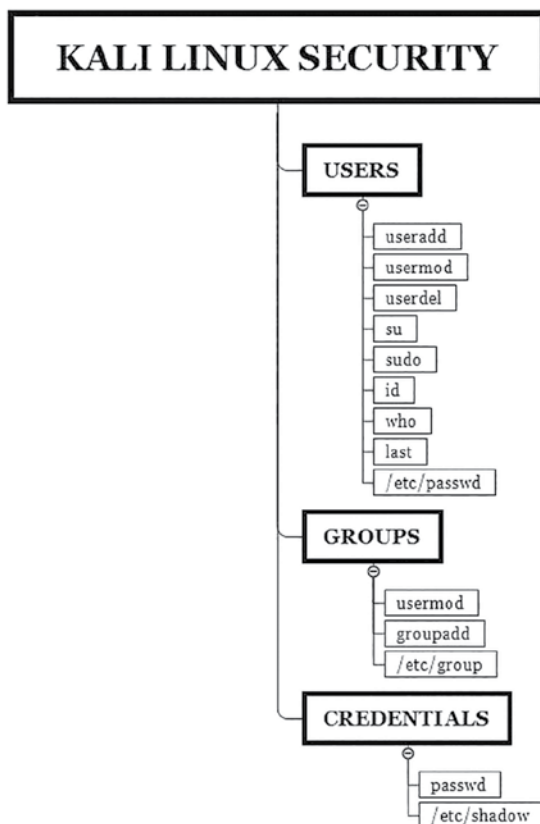 KALI LINUX SECURITY
USERS
useradd
usermod
userdel
su
sudo
id
who
last
/etc/passwd
GROUPS
usermod
groupadd
/etc/group
CREDENTIALS
passwd
/etc/shadow